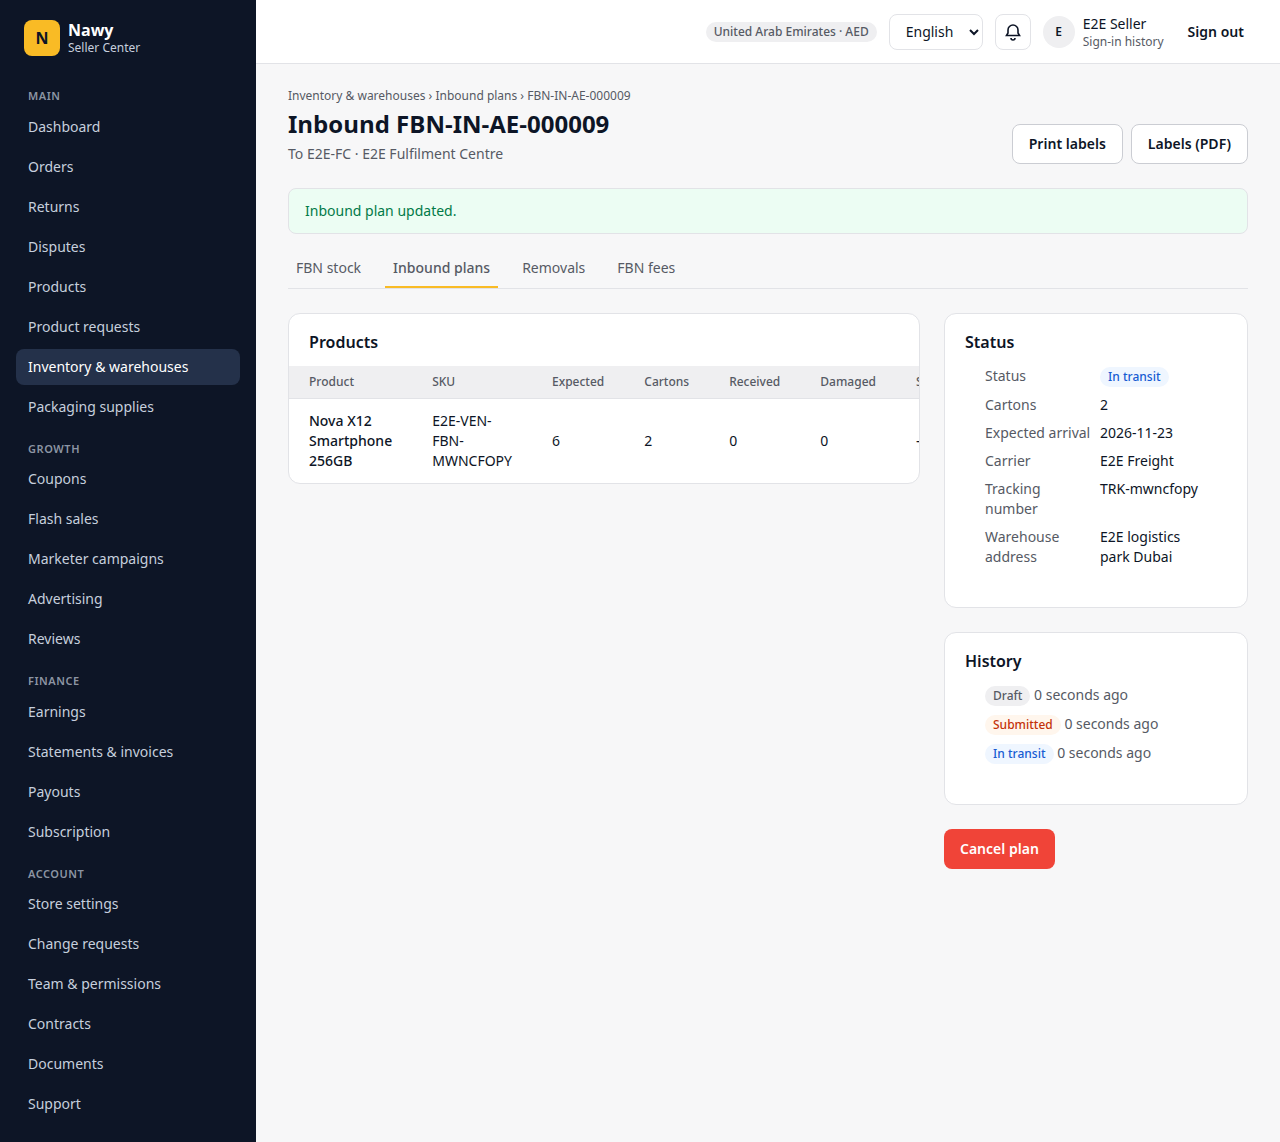 N
Nawy
Seller Center
MAIN
Dashboard
Orders
Returns
Disputes
Products
Product requests
Inventory & warehouses
Packaging supplies
GROWTH
Coupons
Flash sales
Marketer campaigns
Advertising
Reviews
FINANCE
Earnings
Statements & invoices
Payouts
Subscription
ACCOUNT
Store settings
Change requests
Team & permissions
Contracts
Documents
Support
United Arab Emirates · AED
English
E
E2E Seller
Sign-in history
Sign out
Inventory & warehouses › Inbound plans › FBN-IN-AE-000009
Inbound FBN-IN-AE-000009
To E2E-FC · E2E Fulfilment Centre
Print labels
Labels (PDF)
Inbound plan updated.
FBN stock Inbound plans Removals FBN fees
Products
Product SKU Expected Cartons Received Damaged
Nova X12
Smartphone
256GB
E2E-VEN-
FBN-
MWNCFOPY
6 2 0 0
Status
Status In transit
Cartons 2
Expected arrival 2026-11-23
Carrier E2E Freight
Tracking
number
TRK-mwncfopy
Warehouse
address
E2E logistics
park Dubai
History
Draft 0 seconds ago
Submitted 0 seconds ago
In transit 0 seconds ago
Cancel plan